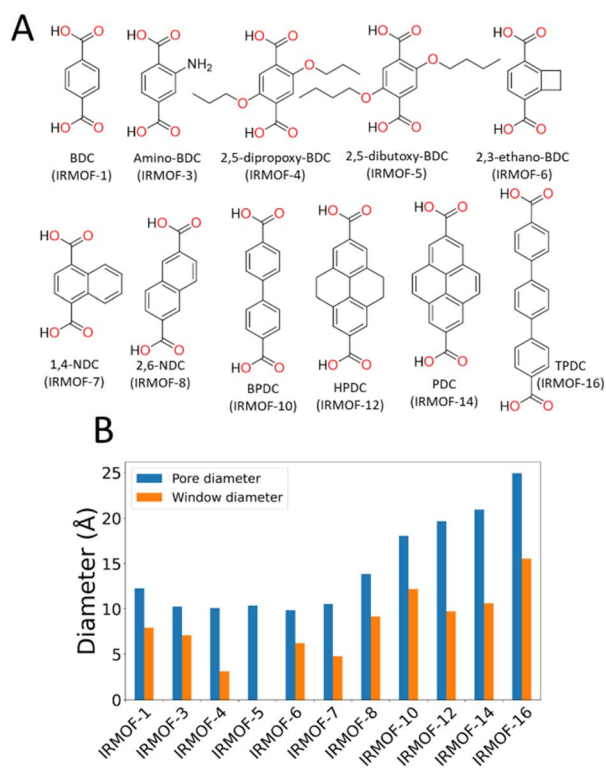 A
HO O
HO O
HO O
NH₂
HO O
HO O
O
O
HO O
HO O
O
O
HO O
HO O
HO O
BDC
(IRMOF-1)
Amino-BDC
(IRMOF-3)
2,5-dipropoxy-BDC
(IRMOF-4)
2,5-dibutoxy-BDC
(IRMOF-5)
2,3-ethano-BDC
(IRMOF-6)
HO O
HO O
HO O
HO O
HO O
HO O
HO O
HO O
HO O
HO O
HO O
HO O
1,4-NDC
(IRMOF-7)
2,6-NDC
(IRMOF-8)
BPDC
(IRMOF-10)
HPDC
(IRMOF-12)
PDC
(IRMOF-14)
TPDC
(IRMOF-16)
B
Pore diameter
Window diameter
Diameter (Å)
25
20
15
10
5
0
IRMOF-1
IRMOF-3
IRMOF-4
IRMOF-5
IRMOF-6
IRMOF-7
IRMOF-8
IRMOF-10
IRMOF-12
IRMOF-14
IRMOF-16